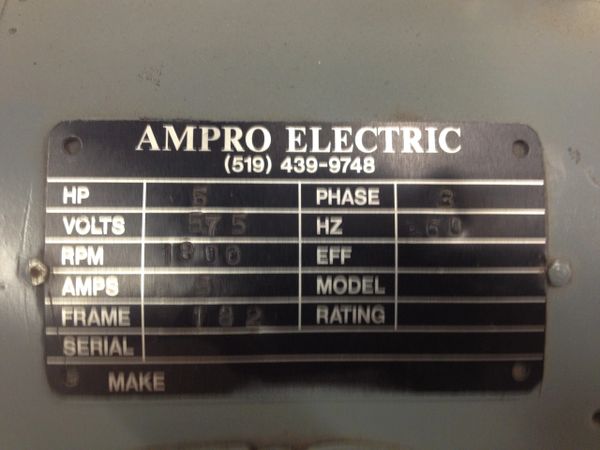 AMPRO ELECTRIC
(519) 439-9748
HP 5 PHASE 3
VOLTS 575 HZ 60
RPM 1800 EFF
AMPS 5 MODEL
FRAME 182 RATING
SERIAL
MAKE